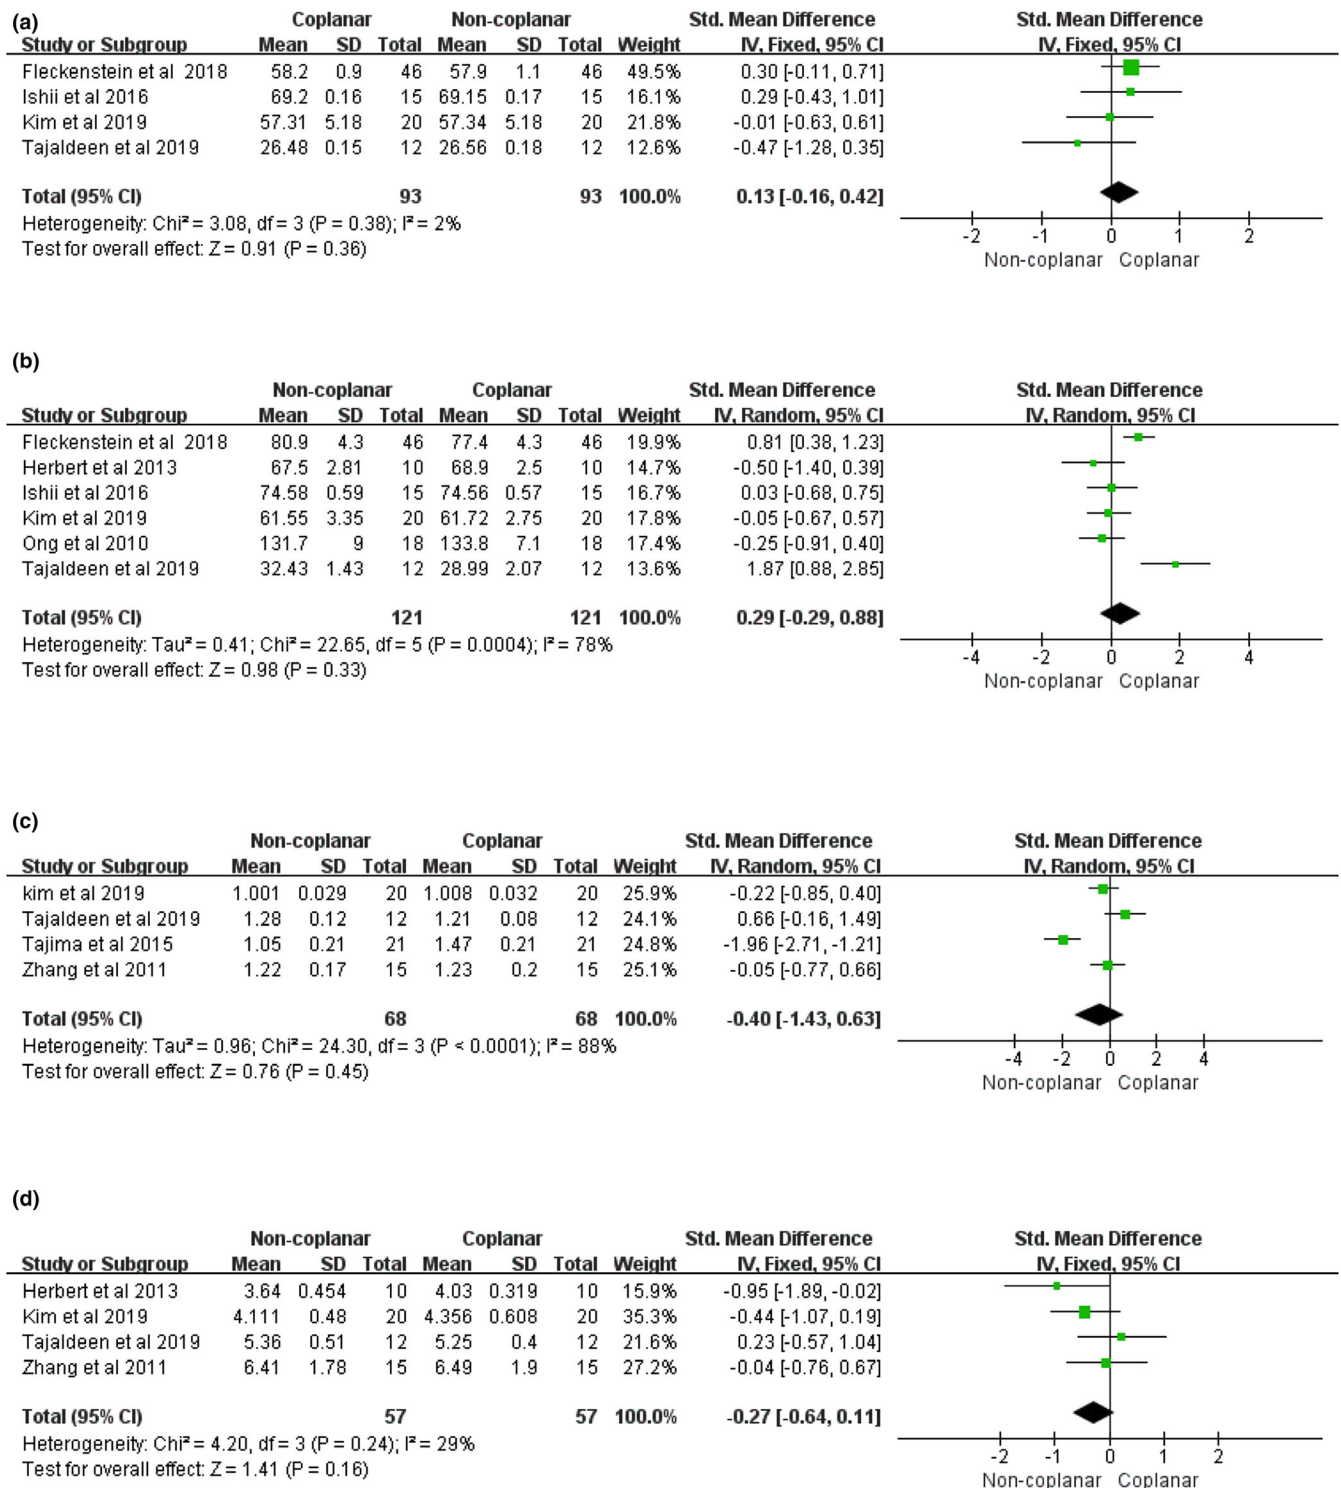 (a)
Coplanar Non-coplanar Std. Mean Difference Std. Mean Difference
Study or Subgroup Mean SD Total Mean SD Total Weight IV, Fixed, 95% CI IV, Fixed, 95% CI
Fleckenstein et al 2018 58.2 0.9 46 57.9 1.1 46 49.5% 0.30 [-0.11, 0.71]
Ishii et al 2016 69.2 0.16 15 69.15 0.17 15 16.1% 0.29 [-0.43, 1.01]
Kim et al 2019 57.31 5.18 20 57.34 5.18 20 21.8% -0.01 [-0.63, 0.61]
Tajaldeen et al 2019 26.48 0.15 12 26.56 0.18 12 12.6% -0.47 [-1.28, 0.35]
Total (95% CI) 93 93 100.0% 0.13 [-0.16, 0.42]
Heterogeneity: Chi² = 3.08, df = 3 (P = 0.38); I² = 2%
Test for overall effect: Z = 0.91 (P = 0.36)
-2 -1 0 1 2
Non-coplanar Coplanar
(b)
Non-coplanar Coplanar Std. Mean Difference Std. Mean Difference
Study or Subgroup Mean SD Total Mean SD Total Weight IV, Random, 95% CI IV, Random, 95% CI
Fleckenstein et al 2018 80.9 4.3 46 77.4 4.3 46 19.9% 0.81 [0.38, 1.23]
Herbert et al 2013 67.5 2.81 10 68.9 2.5 10 14.7% -0.50 [-1.40, 0.39]
Ishii et al 2016 74.58 0.59 15 74.56 0.57 15 16.7% 0.03 [-0.68, 0.75]
Kim et al 2019 61.55 3.35 20 61.72 2.75 20 17.8% -0.05 [-0.67, 0.57]
Ong et al 2010 131.7 9 18 133.8 7.1 18 17.4% -0.25 [-0.91, 0.40]
Tajaldeen et al 2019 32.43 1.43 12 28.99 2.07 12 13.6% 1.87 [0.88, 2.85]
Total (95% CI) 121 121 100.0% 0.29 [-0.29, 0.88]
Heterogeneity: Tau² = 0.41; Chi² = 22.65, df = 5 (P = 0.0004); I² = 78%
Test for overall effect: Z = 0.98 (P = 0.33)
-4 -2 0 2 4
Non-coplanar Coplanar
(c)
Non-coplanar Coplanar Std. Mean Difference Std. Mean Difference
Study or Subgroup Mean SD Total Mean SD Total Weight IV, Random, 95% CI IV, Random, 95% CI
kim et al 2019 1.001 0.029 20 1.008 0.032 20 25.9% -0.22 [-0.85, 0.40]
Tajaldeen et al 2019 1.28 0.12 12 1.21 0.08 12 24.1% 0.66 [-0.16, 1.49]
Tajima et al 2015 1.05 0.21 21 1.47 0.21 21 24.8% -1.96 [-2.71, -1.21]
Zhang et al 2011 1.22 0.17 15 1.23 0.2 15 25.1% -0.05 [-0.77, 0.66]
Total (95% CI) 68 68 100.0% -0.40 [-1.43, 0.63]
Heterogeneity: Tau² = 0.96; Chi² = 24.30, df = 3 (P < 0.0001); I² = 88%
Test for overall effect: Z = 0.76 (P = 0.45)
-4 -2 0 2 4
Non-coplanar Coplanar
(d)
Non-coplanar Coplanar Std. Mean Difference Std. Mean Difference
Study or Subgroup Mean SD Total Mean SD Total Weight IV, Fixed, 95% CI IV, Fixed, 95% CI
Herbert et al 2013 3.64 0.454 10 4.03 0.319 10 15.9% -0.95 [-1.89, -0.02]
Kim et al 2019 4.111 0.48 20 4.356 0.608 20 35.3% -0.44 [-1.07, 0.19]
Tajaldeen et al 2019 5.36 0.51 12 5.25 0.4 12 21.6% 0.23 [-0.57, 1.04]
Zhang et al 2011 6.41 1.78 15 6.49 1.9 15 27.2% -0.04 [-0.76, 0.67]
Total (95% CI) 57 57 100.0% -0.27 [-0.64, 0.11]
Heterogeneity: Chi² = 4.20, df = 3 (P = 0.24); I² = 29%
Test for overall effect: Z = 1.41 (P = 0.16)
-2 -1 0 1 2
Non-coplanar Coplanar